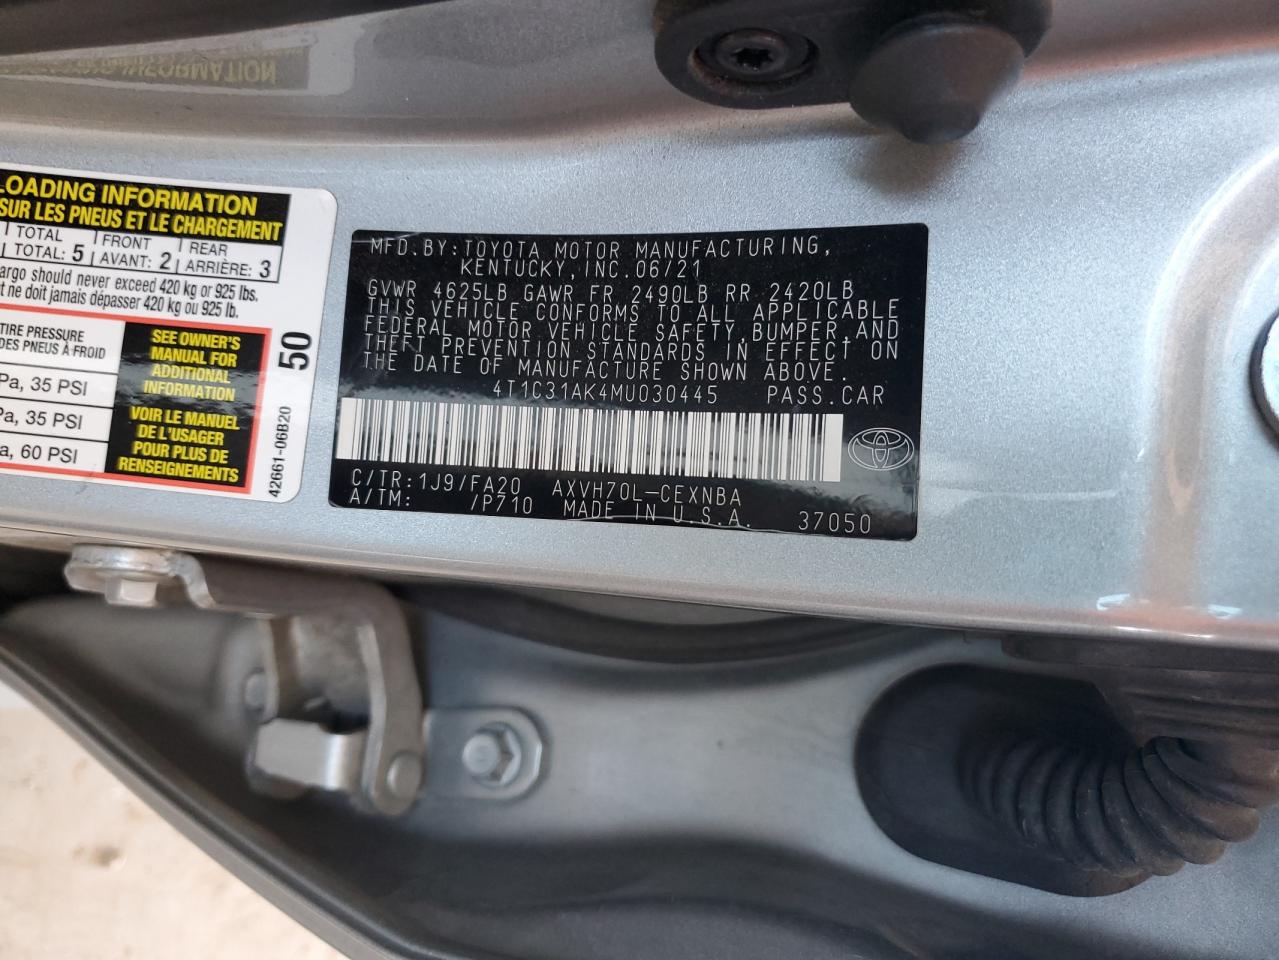 LOADING INFORMATION
SUR LES PNEUS ET LE CHARGEMENT
TOTAL FRONT REAR
TOTAL: 5 AVANT: 2 ARRIÈRE: 3
cargo should never exceed 420 kg or 925 lbs.
ne doit jamais dépasser 420 kg ou 925 lb.
TIRE PRESSURE
DES PNEUS À FROID
Pa, 35 PSI
Pa, 35 PSI
a, 60 PSI
SEE OWNER'S
MANUAL FOR
ADDITIONAL
INFORMATION
VOIR LE MANUEL
DE L'USAGER
POUR PLUS DE
RENSEIGNEMENTS
50
42661-06B20
MFD.BY:TOYOTA MOTOR MANUFACTURING,
KENTUCKY,INC.06/21
GVWR 4625LB GAWR FR 2490LB RR 2420LB
THIS VEHICLE CONFORMS TO ALL APPLICABLE
FEDERAL MOTOR VEHICLE SAFETY,BUMPER,AND
THEFT PREVENTION STANDARDS IN EFFECT ON
THE DATE OF MANUFACTURE SHOWN ABOVE.
4T1C31AK4MU030445 PASS.CAR
C/TR:1J9/FA20 AXVH70L-CEXNBA
A/TM: /P710 MADE IN U.S.A. 37050